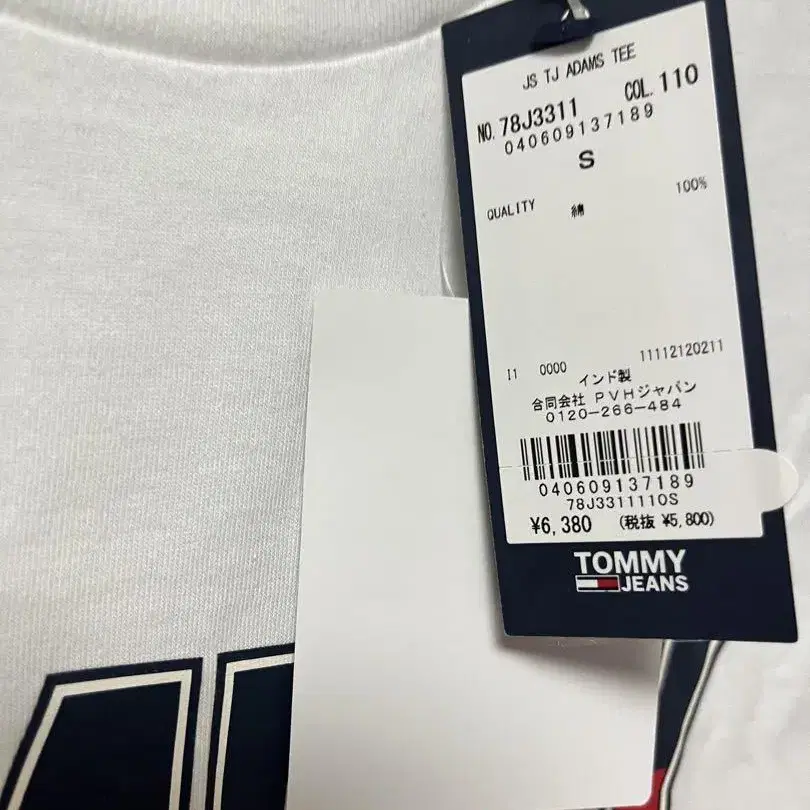 JS TJ ADAMS TEE
NO. 78J3311 COL. 110
040609137189
S
QUALITY 綿 100%
I1 0000 11112120211
インド製
合同会社 PVHジャパン
0120-266-484
040609137189
78J3311110S
¥6,380 (税抜 ¥5,800)
TOMMY
JEANS